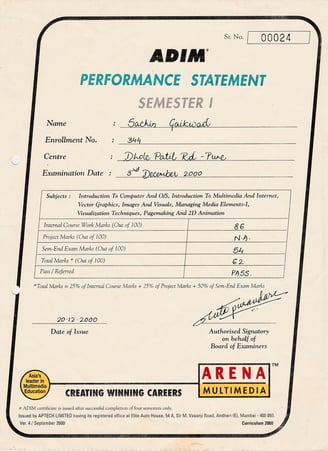 Sr. No. 00024
ADIM
PERFORMANCE STATEMENT
SEMESTER I
Name : Sachin Gaikwad
Enrollment No. : 344
Centre : Dhole Patil Rd - Pune
Examination Date : 3rd December 2000
Subjects : Introduction To Computer And O/S, Introduction To Multimedia And Internet,
Vector Graphics, Images And Visuals, Managing Media Elements-I,
Visualization Techniques, Pagemaking And 2D Animation
Internal Course Work Marks (Out of 100) 86
Project Marks (Out of 100) N.A.
Sem-End Exam Marks (Out of 100) 54
Total Marks * (Out of 100) 62
Pass / Referred PASS.
*Total Marks = 25% of Internal Course Marks + 25% of Project Marks + 50% of Sem-End Exam Marks
20-12-2000
Date of Issue
Authorised Signatory
on behalf of
Board of Examiners
Asia's
leader in
Multimedia
Education
CREATING WINNING CAREERS
ARENA
MULTIMEDIA
TM
* ADIM certificate is issued after successful completion of four semesters only.
Issued by APTECH LIMITED having its registered office at Elite Auto House, 54 A, Sir M. Vasanji Road, Andheri (E), Mumbai - 400 093.
Ver. 4 / September 2000 Curriculum 2000